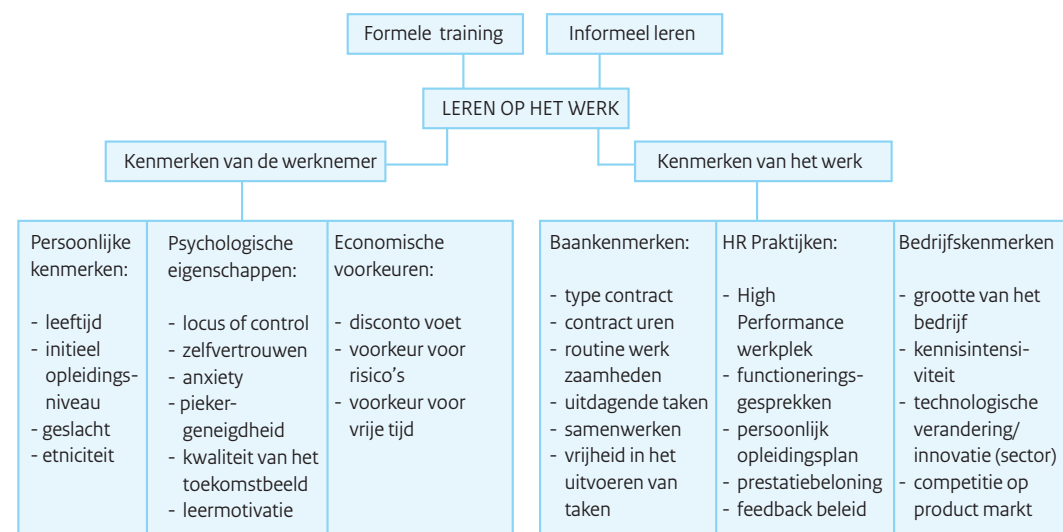 Formele training
Informeel leren
LEREN OP HET WERK
Kenmerken van de werknemer
Kenmerken van het werk
Persoonlijke
kenmerken:
- leeftijd
- initieel
opleidings-
niveau
- geslacht
- etniciteit
Psychologische
eigenschappen:
- locus of control
- zelfvertrouwen
- anxiety
- pieker-
geneigdheid
- kwaliteit van het
toekomstbeeld
- leermotivatie
Economische
voorkeuren:
- disconto voet
- voorkeur voor
risico's
- voorkeur voor
vrije tijd
Baankenmerken:
- type contract
- contract uren
- routine werk
zaamheden
- uitdagende taken
- samenwerken
- vrijheid in het
uitvoeren van
taken
HR Praktijken:
- High
Performance
werkplek
- functionerings-
gesprekken
- persoonlijk
opleidingsplan
- prestatiebeloning
- feedback beleid
Bedrijfskenmerken
- grootte van het
bedrijf
- kennisintensi-
viteit
- technologische
verandering/
innovatie (sector)
- competitie op
product markt